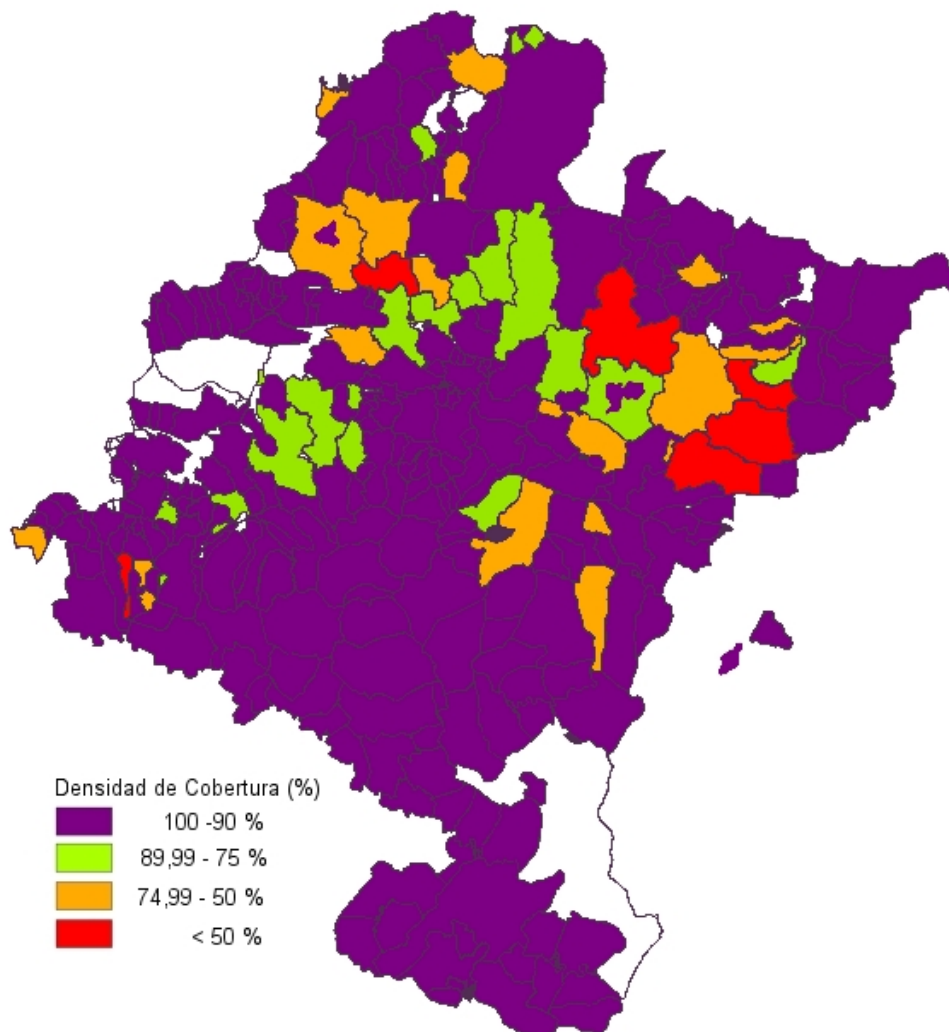 Densidad de Cobertura (%)
100 -90 %
89,99 - 75 %
74,99 - 50 %
< 50 %